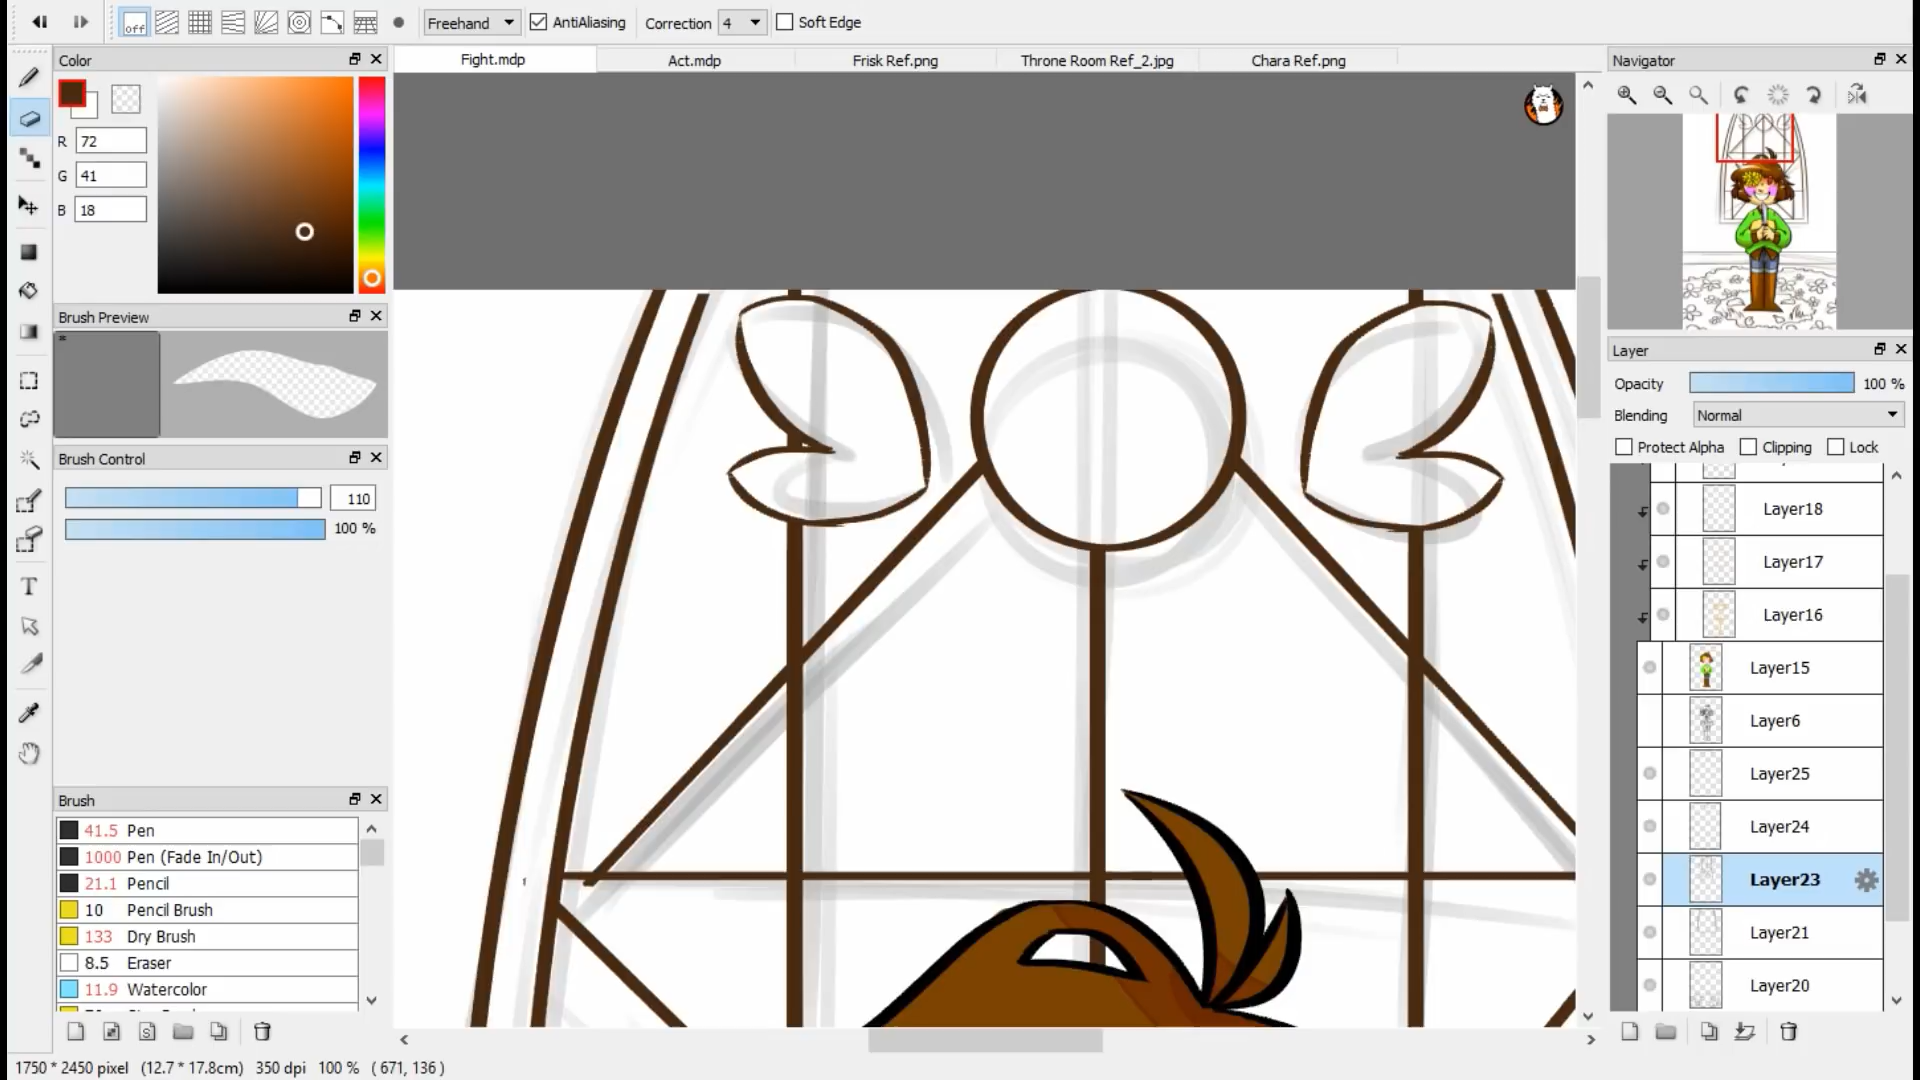 off
Freehand
AntiAliasing
Correction
4
Soft Edge
Color
R 72
G 41
B 18
Brush Preview
*
Brush Control
110
100 %
Brush
41.5 Pen
1000 Pen (Fade In/Out)
21.1 Pencil
10 Pencil Brush
133 Dry Brush
8.5 Eraser
11.9 Watercolor
S
T
Fight.mdp
Act.mdp
Frisk Ref.png
Throne Room Ref_2.jpg
Chara Ref.png
Navigator
Layer
Opacity 100 %
Blending Normal
Protect Alpha Clipping Lock
Layer18
Layer17
Layer16
Layer15
Layer6
Layer25
Layer24
Layer23
Layer21
Layer20
1750 * 2450 pixel (12.7 * 17.8cm) 350 dpi 100 % ( 671, 136 )